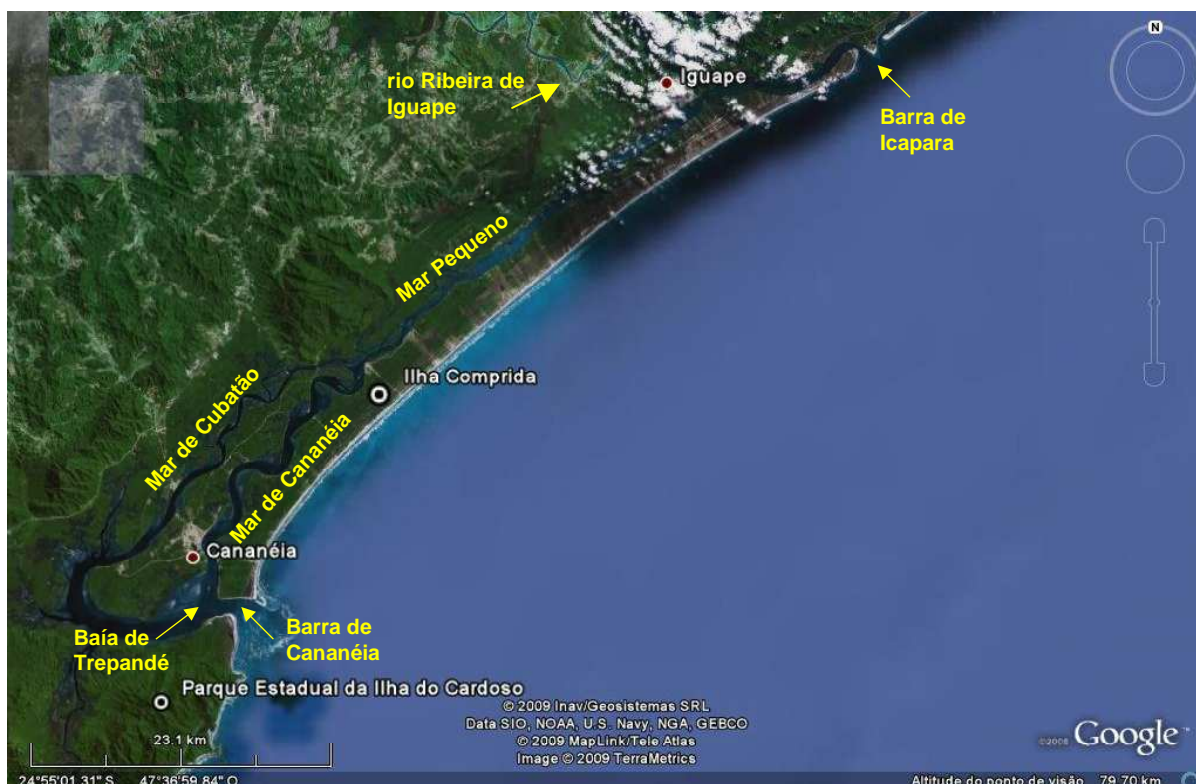 N
rio Ribeira de
Iguape
Iguape
Barra de
Icapara
Mar Pequeno
Ilha Comprida
Mar de Cubatão
Mar de Cananéia
Cananéia
Baía de
Trepandé
Barra de
Cananéia
Parque Estadual da Ilha do Cardoso
© 2009 Inav/Geosistemas SRL
Data SIO, NOAA, U.S. Navy, NGA, GEBCO
© 2009 MapLink/Tele Atlas
Image © 2009 TerraMetrics
23.1 km
©2008 Google
24°55'01.31" S 47°36'59.84" O
Altitude do ponto de visão 79.70 km